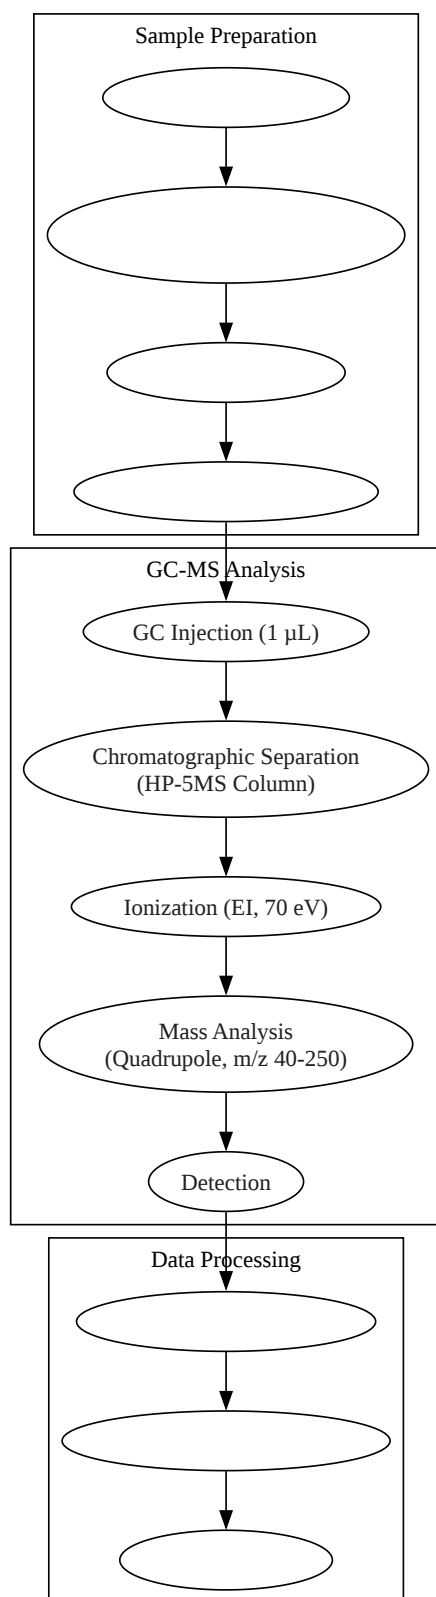 Sample Preparation
GC-MS Analysis
GC Injection (1 µL)
Chromatographic Separation
(HP-5MS Column)
Ionization (EI, 70 eV)
Mass Analysis
(Quadrupole, m/z 40-250)
Detection
Data Processing